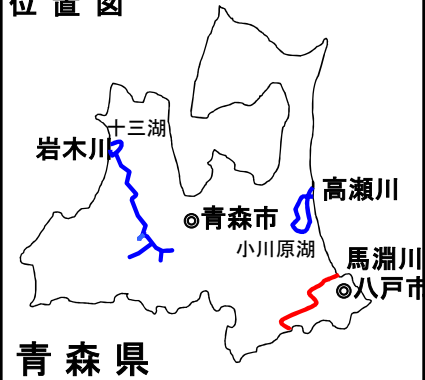 位置図
十三湖
岩木川
高瀬川
◎青森市
小川原湖
馬淵川
◎八戸市
青森県